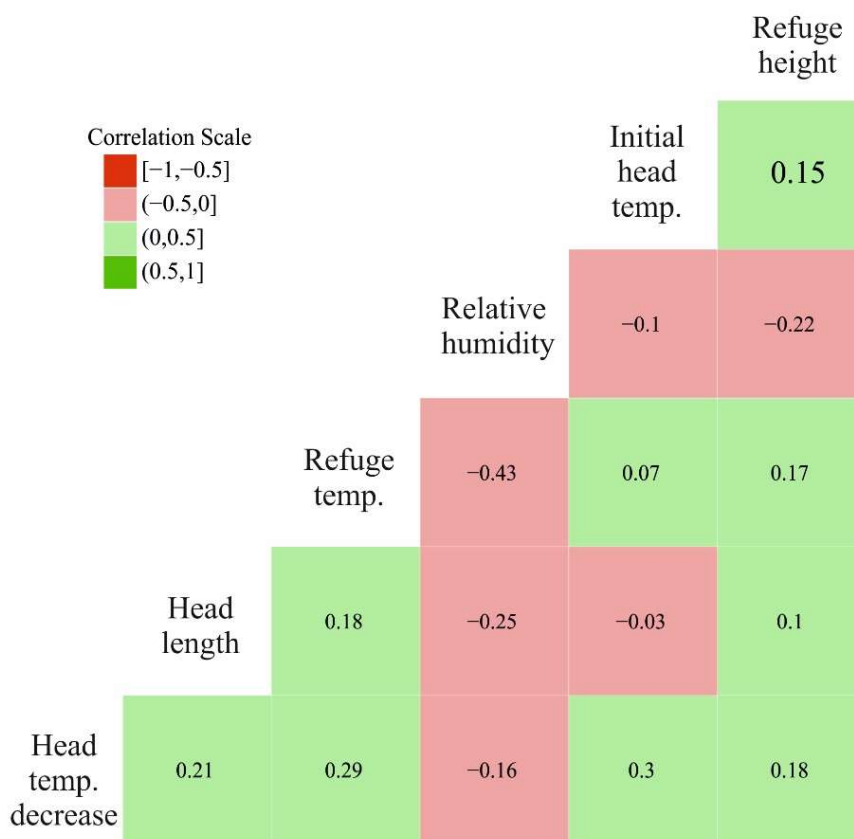 Refuge
height
Correlation Scale
[−1,−0.5]
(−0.5,0]
(0,0.5]
(0.5,1]
Initial
head
temp.
0.15
Relative
humidity
−0.1
−0.22
Refuge
temp.
−0.43
0.07
0.17
Head
length
0.18
−0.25
−0.03
0.1
Head
temp.
decrease
0.21
0.29
−0.16
0.3
0.18